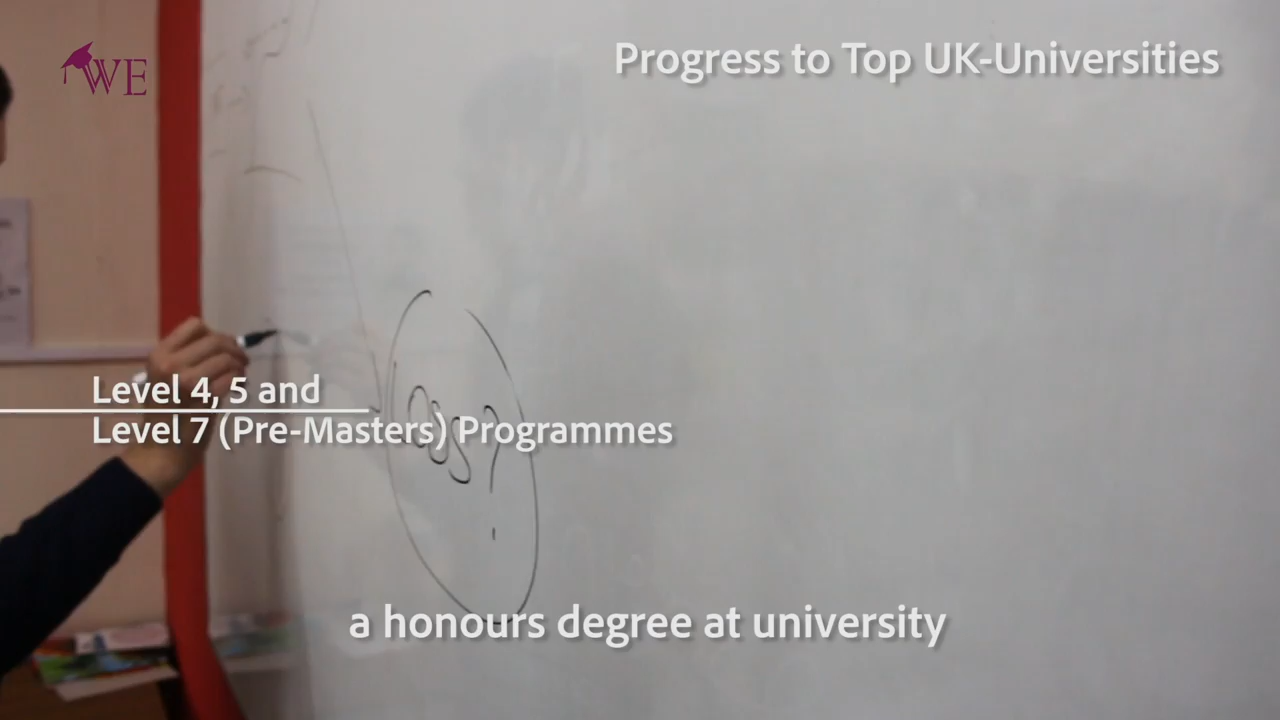 WE
Progress to Top UK-Universities
Level 4, 5 and
Level 7 (Pre-Masters) Programmes
a honours degree at university